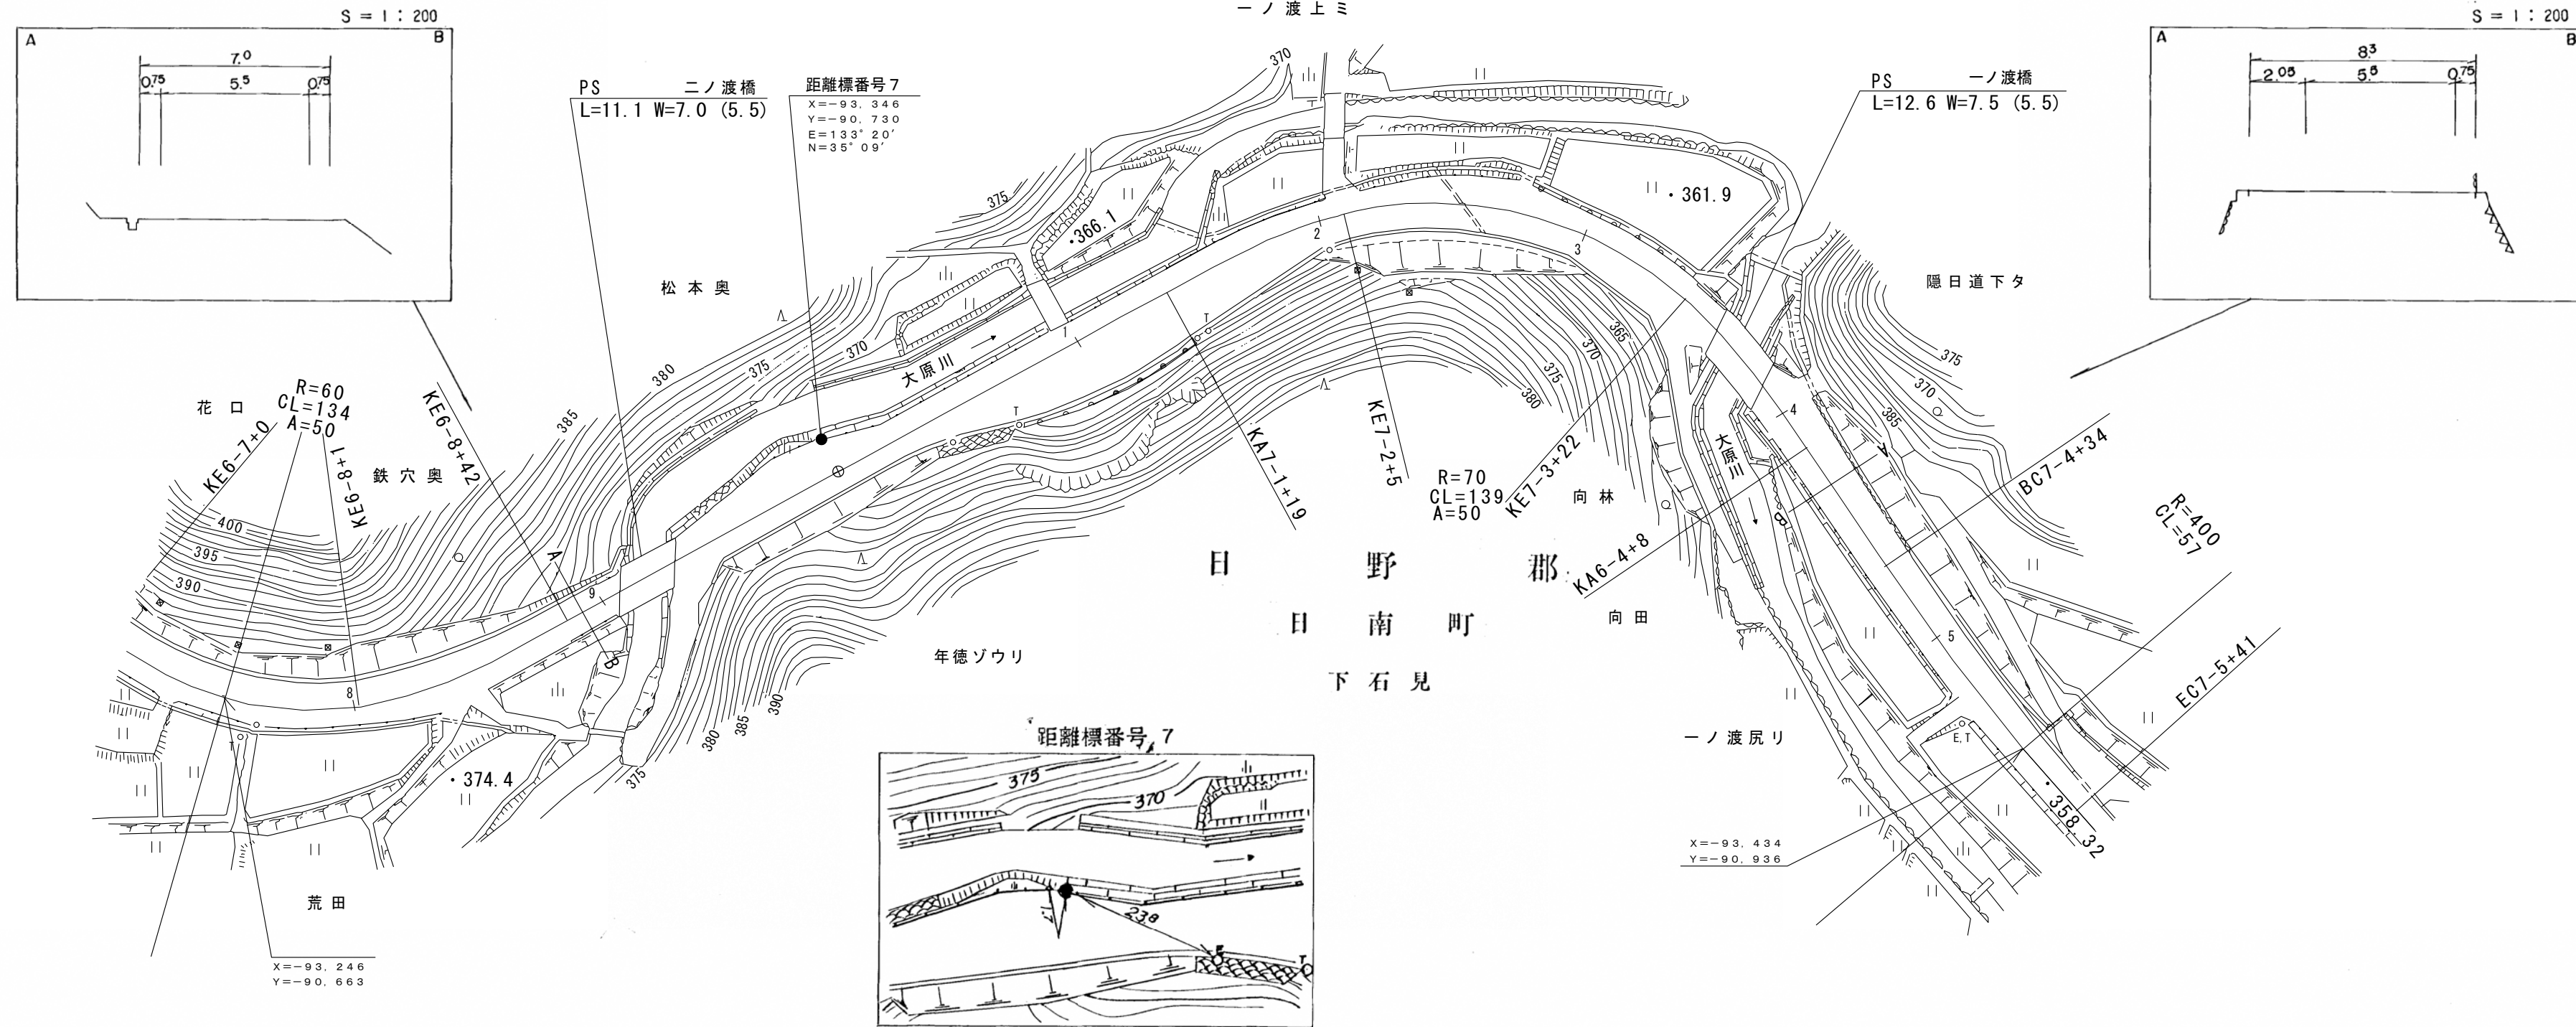 S = 1 : 200
A
B
7.0
0.75
5.5
0.75
一ノ渡上ミ
S = 1 : 200
A
B
8.3
2.05
5.5
0.75
PS 二ノ渡橋
L=11.1 W=7.0 (5.5)
距離標番号7
X=-93, 346
Y=-90, 730
E=133° 20′
N=35° 09′
PS 一ノ渡橋
L=12.6 W=7.5 (5.5)
370
375
・366.1
・361.9
松本奥
隠日道下タ
大原川
1
2
3
4
5
T
T
380
375
370
385
365
370
375
380
375
370
385
花口
R=60
CL=134
A=50
KE6-7+0
KE6-8+1
鉄穴奥
KE6-8+42
400
395
390
A
B
8
9
T
KA7-1+19
KE7-2+5
R=70
CL=139
A=50
KE7-3+22
向林
KA6-4+8
大原川
A
B
BC7-4+34
R=400
CL=57
EC7-5+41
日野郡
日南町
下石見
向田
年徳ゾウリ
390
385
380
375
・374.4
荒田
X=-93, 246
Y=-90, 663
一ノ渡尻リ
E.T
・358.32
X=-93, 434
Y=-90, 936
距離標番号 7
375
370
1.7
23.8
E
T